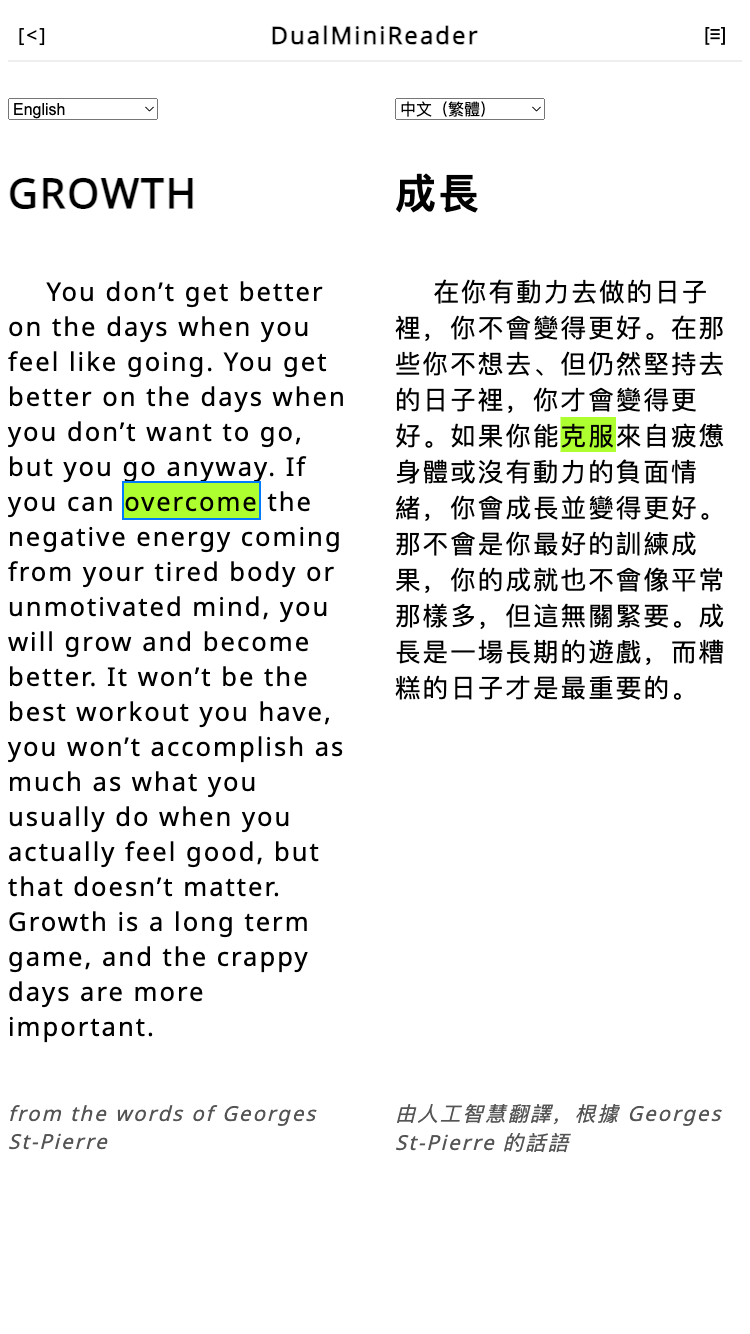 [<]
DualMiniReader
[≡]
English
中文（繁體）
GROWTH
You don’t get better
on the days when you
feel like going. You get
better on the days when
you don’t want to go,
but you go anyway. If
you can overcome the
negative energy coming
from your tired body or
unmotivated mind, you
will grow and become
better. It won’t be the
best workout you have,
you won’t accomplish as
much as what you
usually do when you
actually feel good, but
that doesn’t matter.
Growth is a long term
game, and the crappy
days are more
important.
from the words of Georges
St-Pierre
成長
在你有動力去做的日子
裡，你不會變得更好。在那
些你不想去、但仍然堅持去
的日子裡，你才會變得更
好。如果你能克服來自疲憊
身體或沒有動力的負面情
緒，你會成長並變得更好。
那不會是你最好的訓練成
果，你的成就也不會像平常
那樣多，但這無關緊要。成
長是一場長期的遊戲，而糟
糕的日子才是最重要的。
由人工智慧翻譯，根據 Georges
St-Pierre 的話語